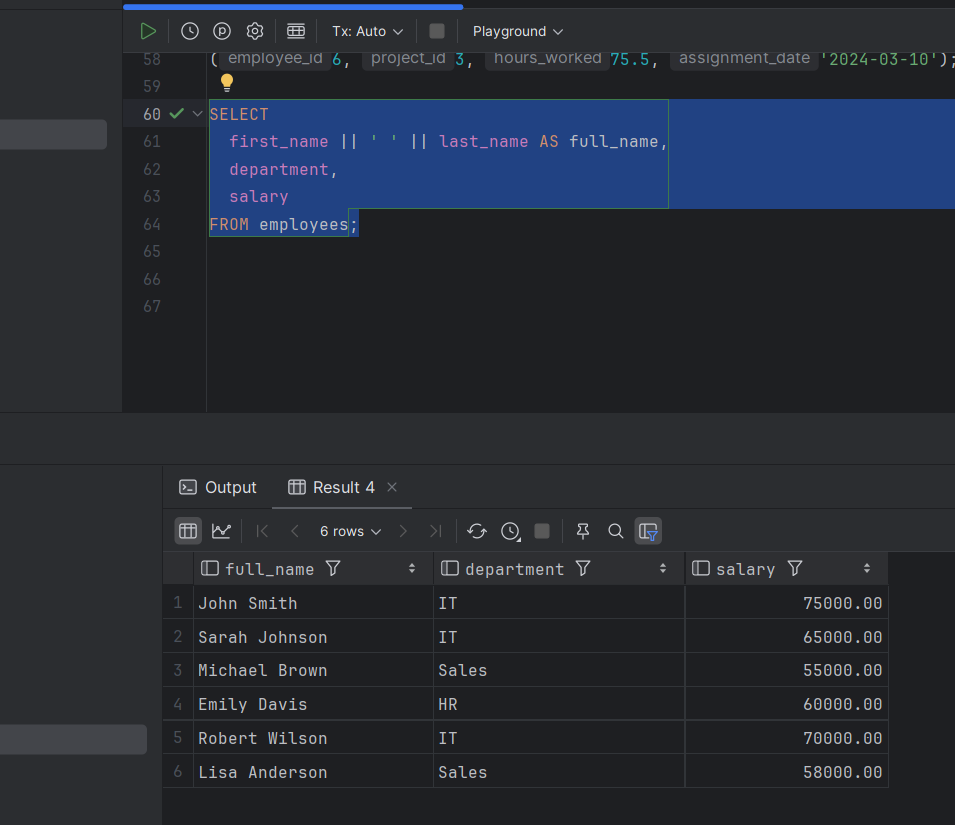 Tx: Auto Playground
58 ( employee_id 6, project_id 3, hours_worked 75.5, assignment_date '2024-03-10');
59
60 SELECT
61 first_name || ' ' || last_name AS full_name,
62 department,
63 salary
64 FROM employees;
65
66
67
Output Result 4
6 rows
full_name department salary
1 John Smith IT 75000.00
2 Sarah Johnson IT 65000.00
3 Michael Brown Sales 55000.00
4 Emily Davis HR 60000.00
5 Robert Wilson IT 70000.00
6 Lisa Anderson Sales 58000.00